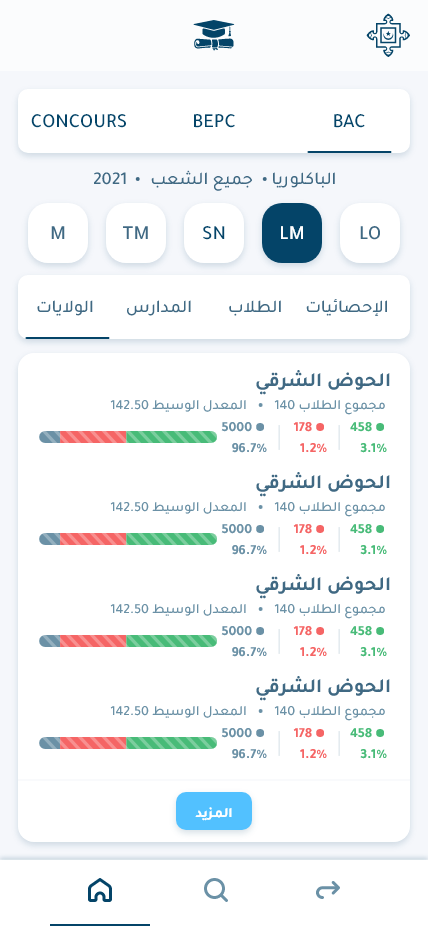 BAC BEPC CONCOURS
الباكلوريا • جميع الشعب • 2021
LO LM SN TM M
الإحصائيات الطلاب المدارس الولايات
الحوض الشرقي
مجموع الطلاب 140 • المعدل الوسيط 142.50
458 178 5000
3.1% 1.2% 96.7%
الحوض الشرقي
مجموع الطلاب 140 • المعدل الوسيط 142.50
458 178 5000
3.1% 1.2% 96.7%
الحوض الشرقي
مجموع الطلاب 140 • المعدل الوسيط 142.50
458 178 5000
3.1% 1.2% 96.7%
الحوض الشرقي
مجموع الطلاب 140 • المعدل الوسيط 142.50
458 178 5000
3.1% 1.2% 96.7%
المزيد